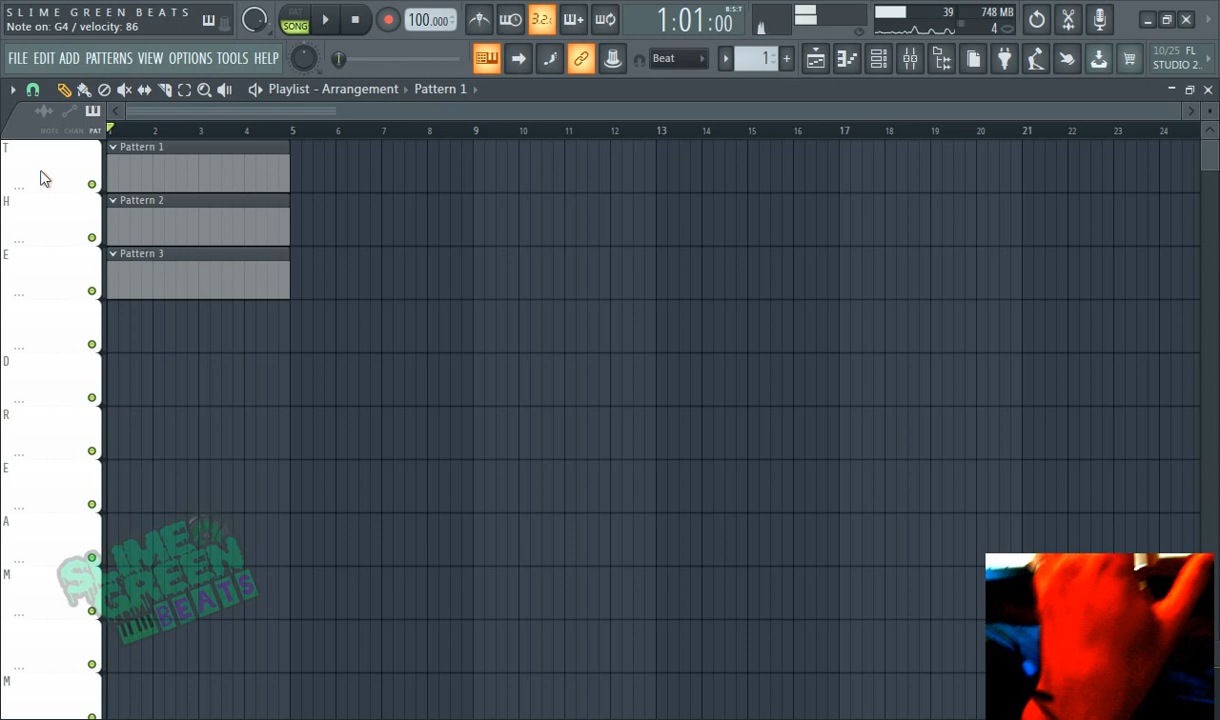 SLIME GREEN BEATS
Note on: G4 / velocity: 86
PAT
SONG
100.000
3.2.
1:01:00
B:S:T
39
748 MB
4
FILE EDIT ADD PATTERNS VIEW OPTIONS TOOLS HELP
Beat
1
10/25 FL
STUDIO 2..
Playlist - Arrangement
Pattern 1
NOTE CHAN PAT
2 3 4 5 6 7 8 9 10 11 12 13 14 15 16 17 18 19 20 21 22 23 24
T
...
Pattern 1
H
...
Pattern 2
E
...
Pattern 3
...
D
...
R
...
E
...
A
...
M
...
...
M
SLIME
GREEN
BEATS